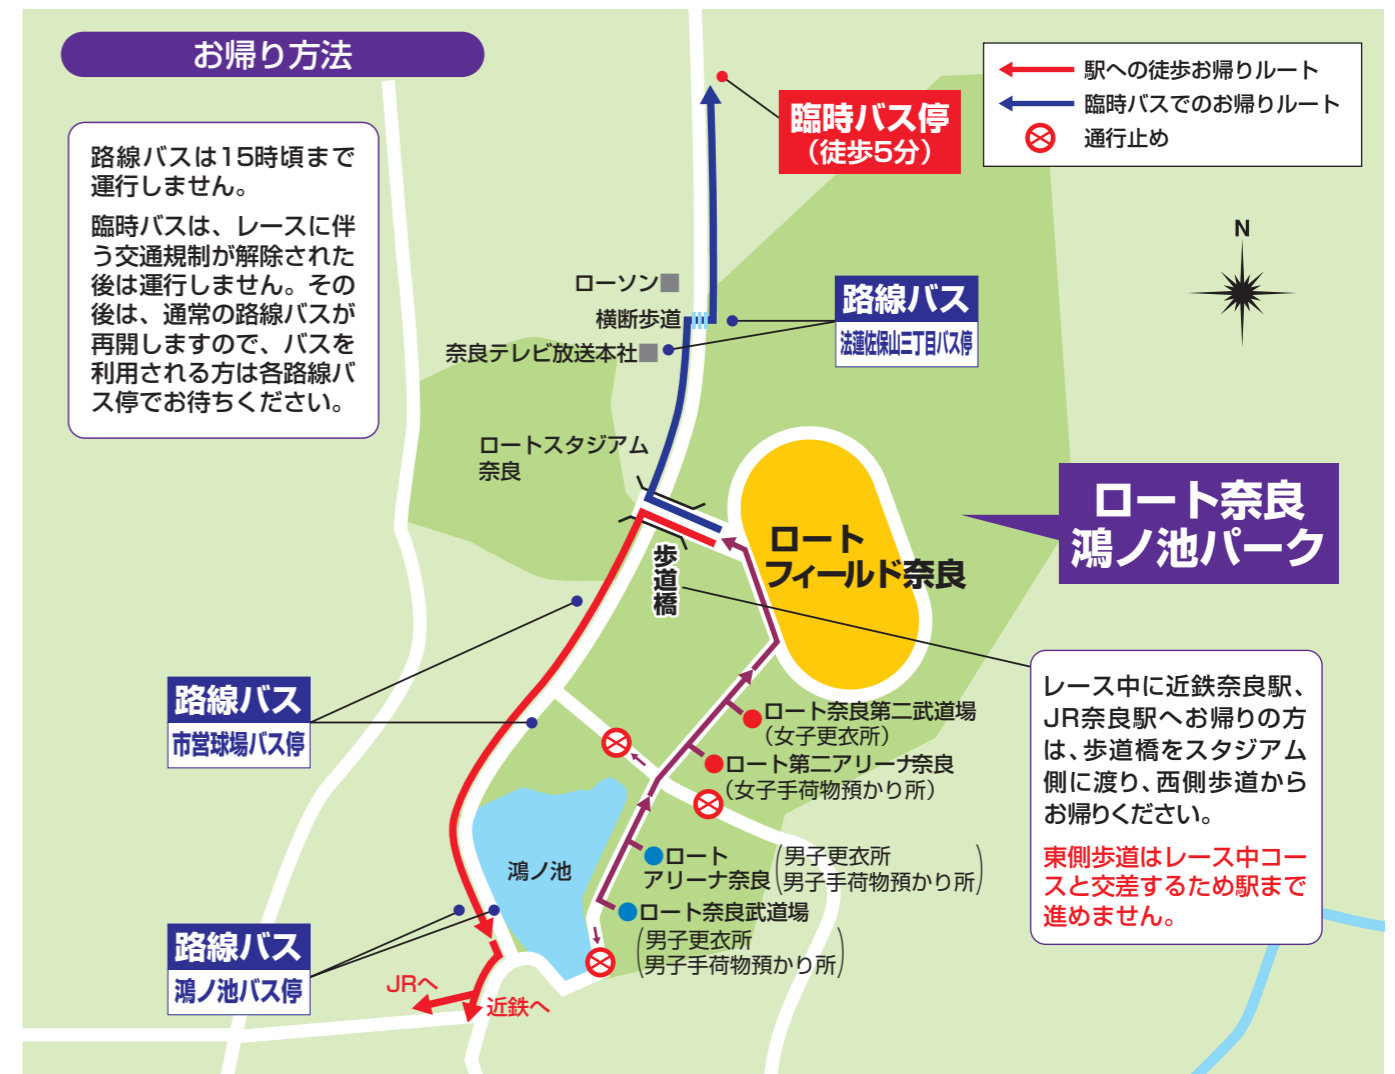 お帰り方法
路線バスは15時頃まで
運行しません。
臨時バスは、レースに伴
う交通規制が解除された
後は運行しません。その
後は、通常の路線バスが
再開しますので、バスを
利用される方は各路線バ
ス停でお待ちください。
駅への徒歩お帰りルート
臨時バスでのお帰りルート
通行止め
臨時バス停
（徒歩5分）
N
ローソン
横断歩道
奈良テレビ放送本社
路線バス
法蓮佐保山三丁目バス停
ロートスタジアム
奈良
ロート
フィールド奈良
ロート奈良
鴻ノ池パーク
歩道橋
路線バス
市営球場バス停
レース中に近鉄奈良駅、
JR奈良駅へお帰りの方
は、歩道橋をスタジアム
側に渡り、西側歩道から
お帰りください。
東側歩道はレース中コー
スと交差するため駅まで
進めません。
ロート奈良第二武道場
（女子更衣所）
ロート第二アリーナ奈良
（女子手荷物預かり所）
鴻ノ池
ロート
アリーナ奈良
（男子更衣所
男子手荷物預かり所）
ロート奈良武道場
（男子更衣所
男子手荷物預かり所）
路線バス
鴻ノ池バス停
JRへ
近鉄へ